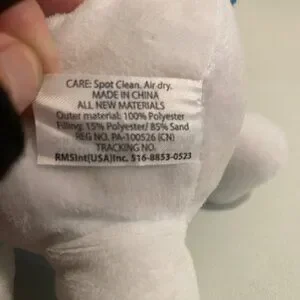 CARE: Spot Clean. Air dry.
MADE IN CHINA
ALL NEW MATERIALS
Outer material: 100% Polyester
Filling: 15% Polyester/ 85% Sand
REG NO. PA-100526 (CN)
TRACKING NO.
RMSInt(USA)Inc. 516-8853-0523